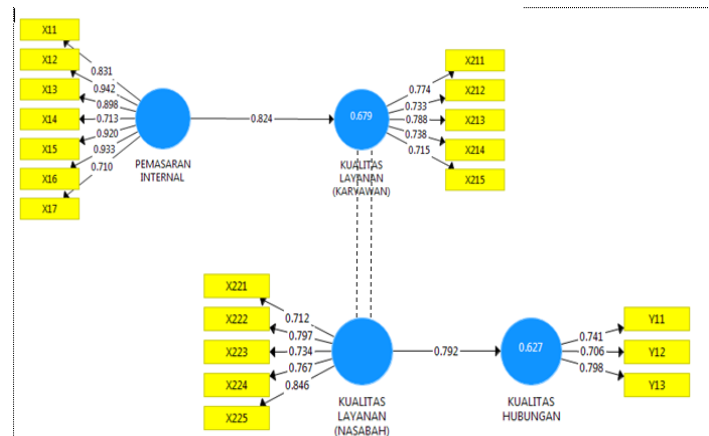 X11
X12
X13
X14
X15
X16
X17
0.831
0.942
0.898
0.713
0.920
0.933
0.710
PEMASARAN
INTERNAL
0.824
0.679
KUALITAS
LAYANAN
(KARYAWAN)
0.774
0.733
0.788
0.738
0.715
X211
X212
X213
X214
X215
X221
X222
X223
X224
X225
0.712
0.797
0.734
0.767
0.846
KUALITAS
LAYANAN
(NASABAH)
0.792
0.627
KUALITAS
HUBUNGAN
0.741
0.706
0.798
Y11
Y12
Y13